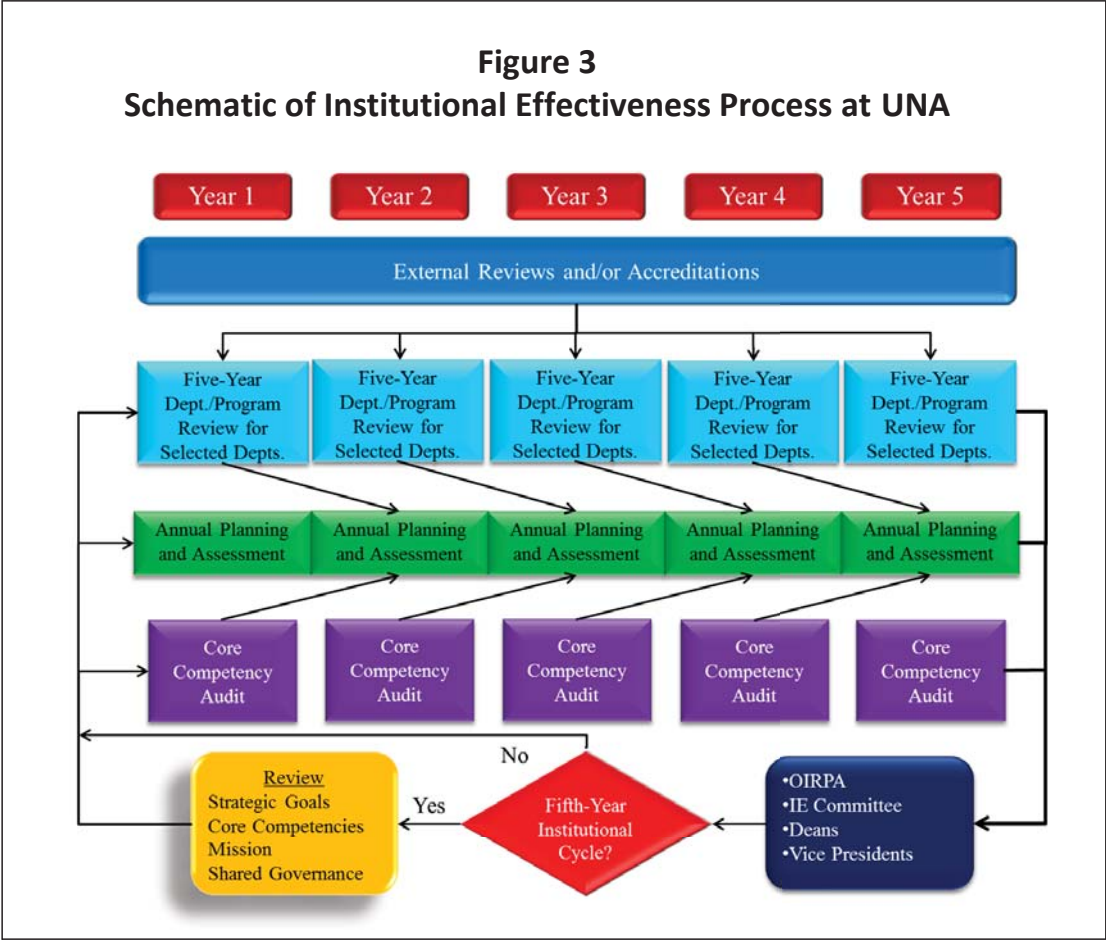 Figure 3
Schematic of Institutional Effectiveness Process at UNA
Year 1
Year 2
Year 3
Year 4
Year 5
External Reviews and/or Accreditations
Five-Year
Dept./Program
Review for
Selected Depts.
Five-Year
Dept./Program
Review for
Selected Depts.
Five-Year
Dept./Program
Review for
Selected Depts.
Five-Year
Dept./Program
Review for
Selected Depts.
Five-Year
Dept./Program
Review for
Selected Depts.
Annual Planning
and Assessment
Annual Planning
and Assessment
Annual Planning
and Assessment
Annual Planning
and Assessment
Annual Planning
and Assessment
Core
Competency
Audit
Core
Competency
Audit
Core
Competency
Audit
Core
Competency
Audit
Core
Competency
Audit
Review
Strategic Goals
Core Competencies
Mission
Shared Governance
Yes
No
Fifth-Year
Institutional
Cycle?
•OIRPA
•IE Committee
•Deans
•Vice Presidents